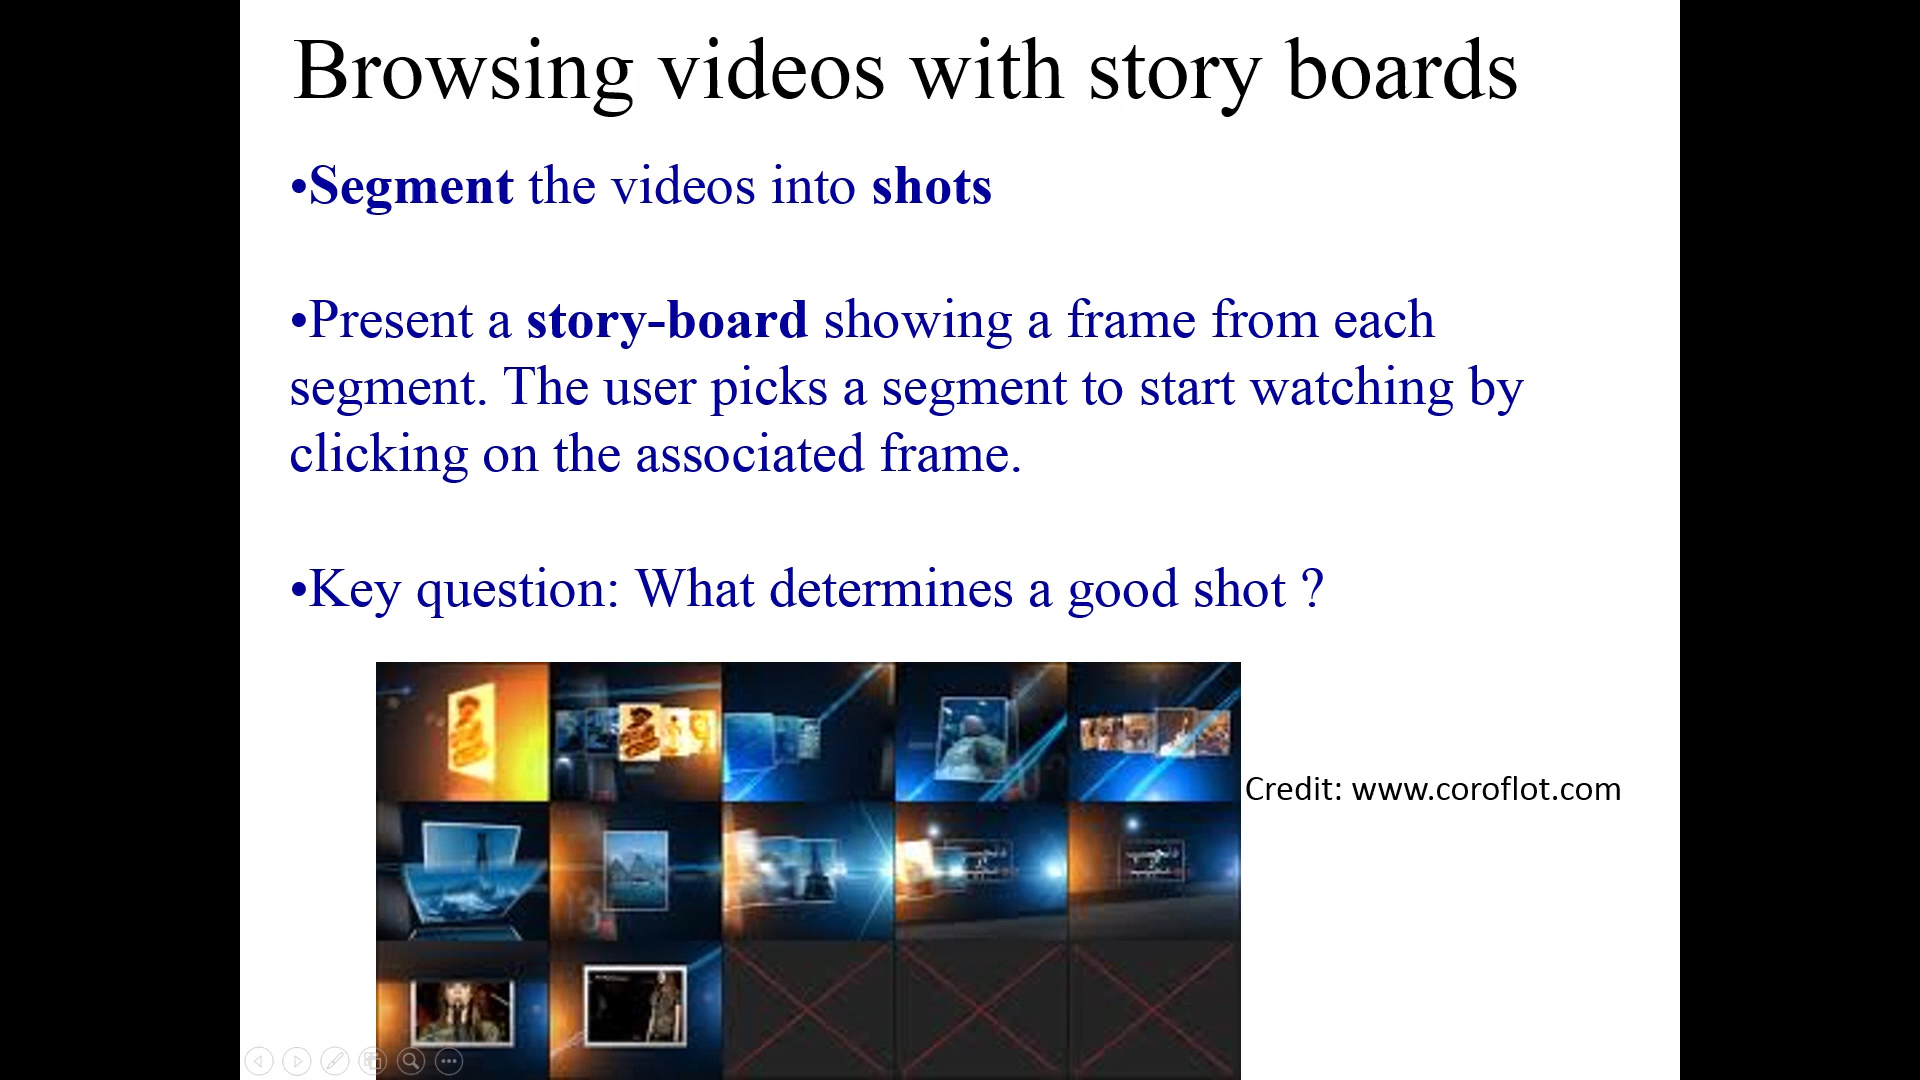 Browsing videos with story boards
•Segment the videos into shots
•Present a story-board showing a frame from each
segment. The user picks a segment to start watching by
clicking on the associated frame.
•Key question: What determines a good shot ?
Credit: www.coroflot.com